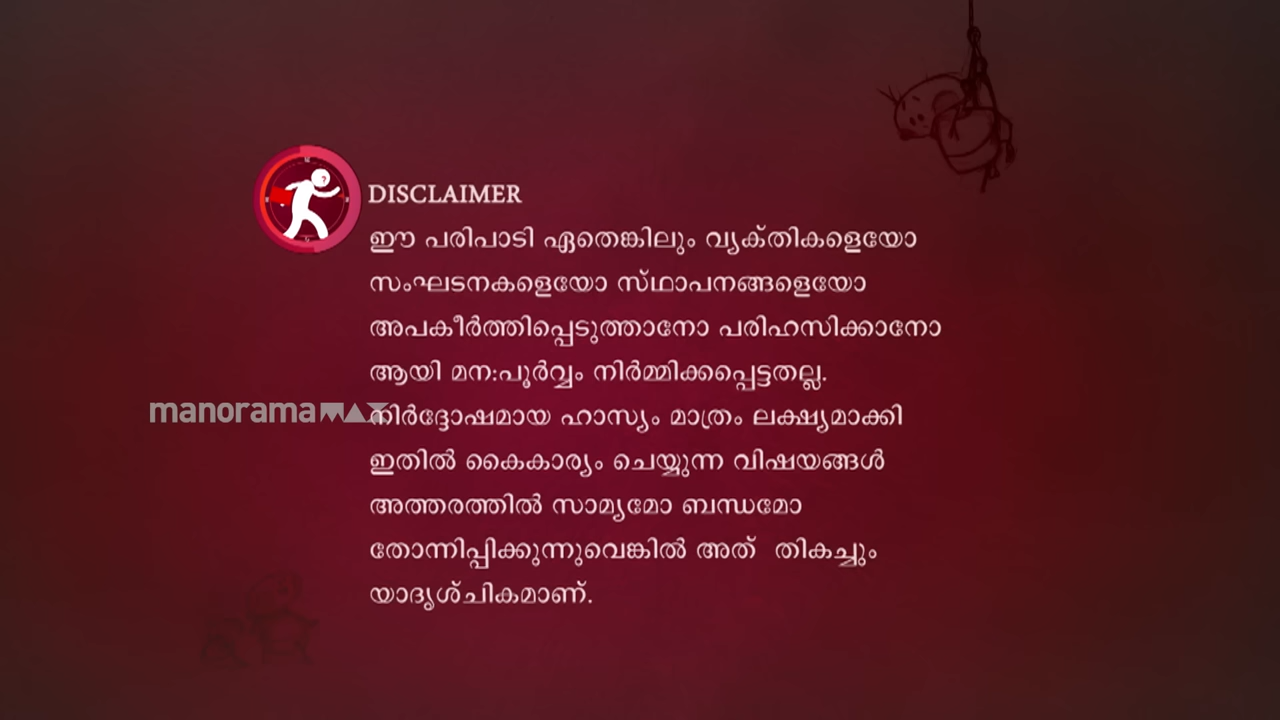 DISCLAIMER
ഈ പരിപാടി ഏതെങ്കിലും വ്യക്തികളെയോ
സംഘടനകളെയോ സ്ഥാപനങ്ങളെയോ
അപകീർത്തിപ്പെടുത്താനോ പരിഹസിക്കാനോ
ആയി മന:പൂർവ്വം നിർമ്മിക്കപ്പെട്ടതല്ല.
manoramaMAX
നിർദ്ദോഷമായ ഹാസ്യം മാത്രം ലക്ഷ്യമാക്കി
ഇതിൽ കൈകാര്യം ചെയ്യുന്ന വിഷയങ്ങൾ
അത്തരത്തിൽ സാമ്യമോ ബന്ധമോ
തോന്നിപ്പിക്കുന്നുവെങ്കിൽ അത് തികച്ചും
യാദൃശ്ചികമാണ്.